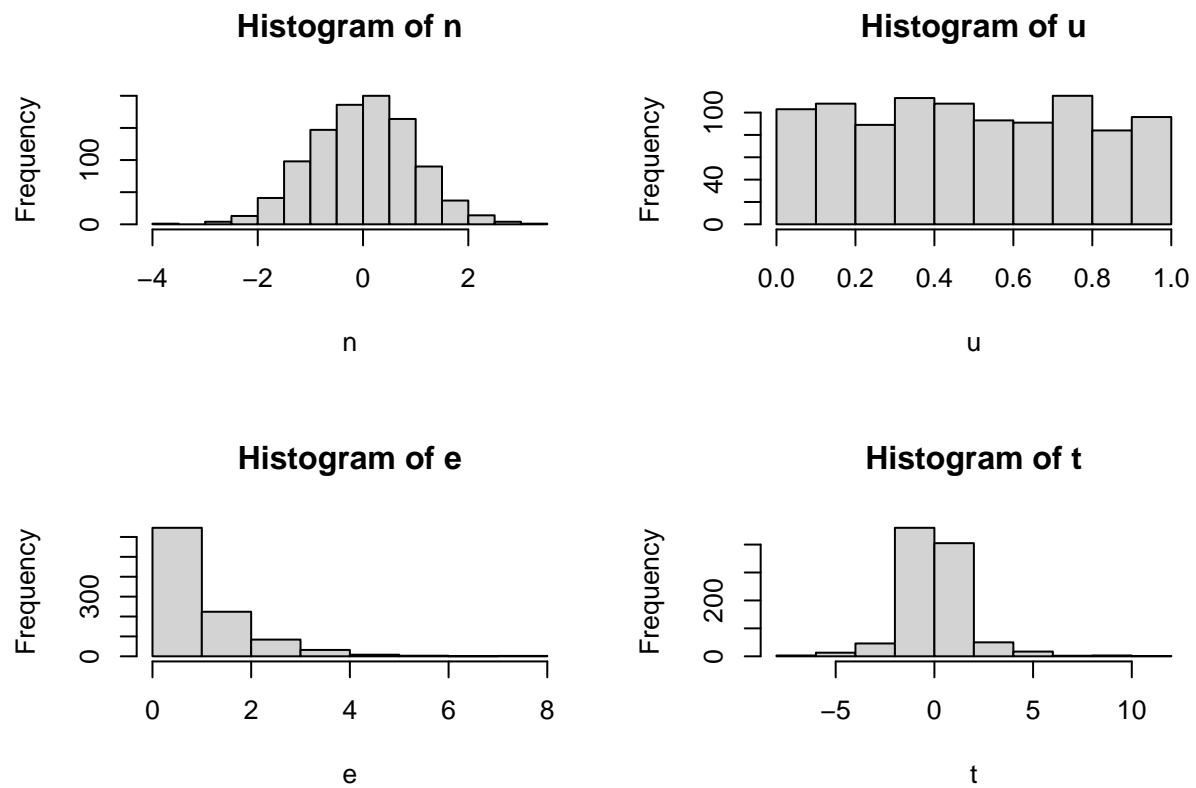 Histogram of n
Frequency
0 100
−4 −2 0 2
n
Histogram of u
Frequency
0 40 100
0.0 0.2 0.4 0.6 0.8 1.0
u
Histogram of e
Frequency
0 300
0 2 4 6 8
e
Histogram of t
Frequency
0 200
−5 0 5 10
t